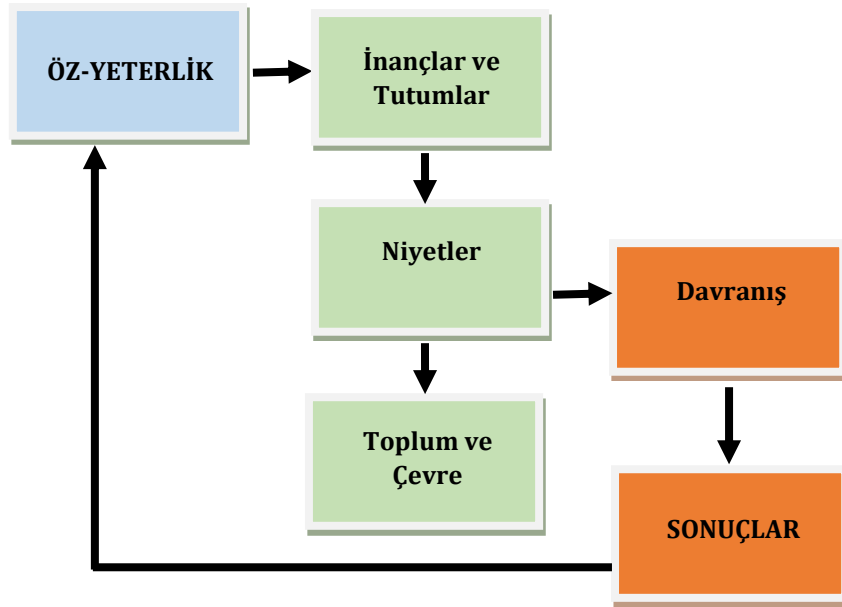 ÖZ-YETERLİK
İnançlar ve
Tutumlar
Niyetler
Davranış
Toplum ve
Çevre
SONUÇLAR